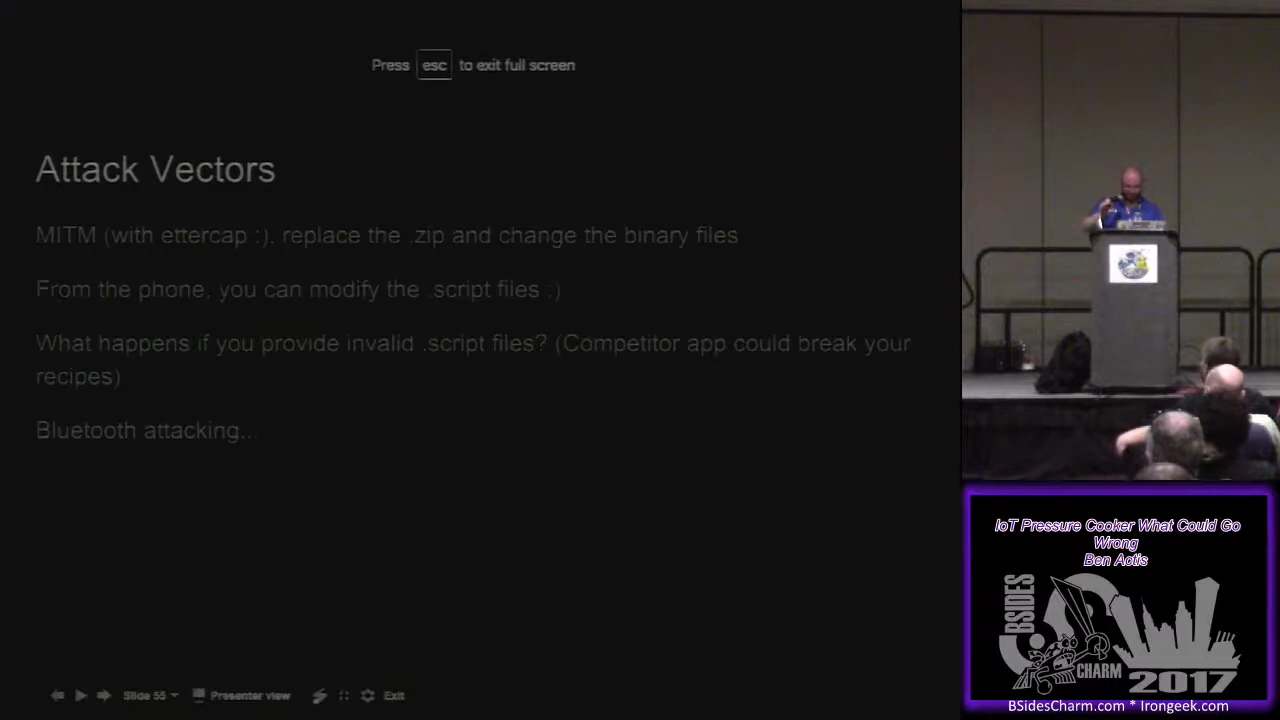 Press esc to exit full screen
Attack Vectors
MITM (with ettercap :), replace the .zip and change the binary files
From the phone, you can modify the .script files ;)
What happens if you provide invalid .script files? (Competitor app could break your
recipes)
Bluetooth attacking...
Slide 55
Presenter view
Exit
IoT Pressure Cooker What Could Go
Wrong
Ben Actis
BSIDES
CHARM
2017
BSidesCharm.com * Irongeek.com